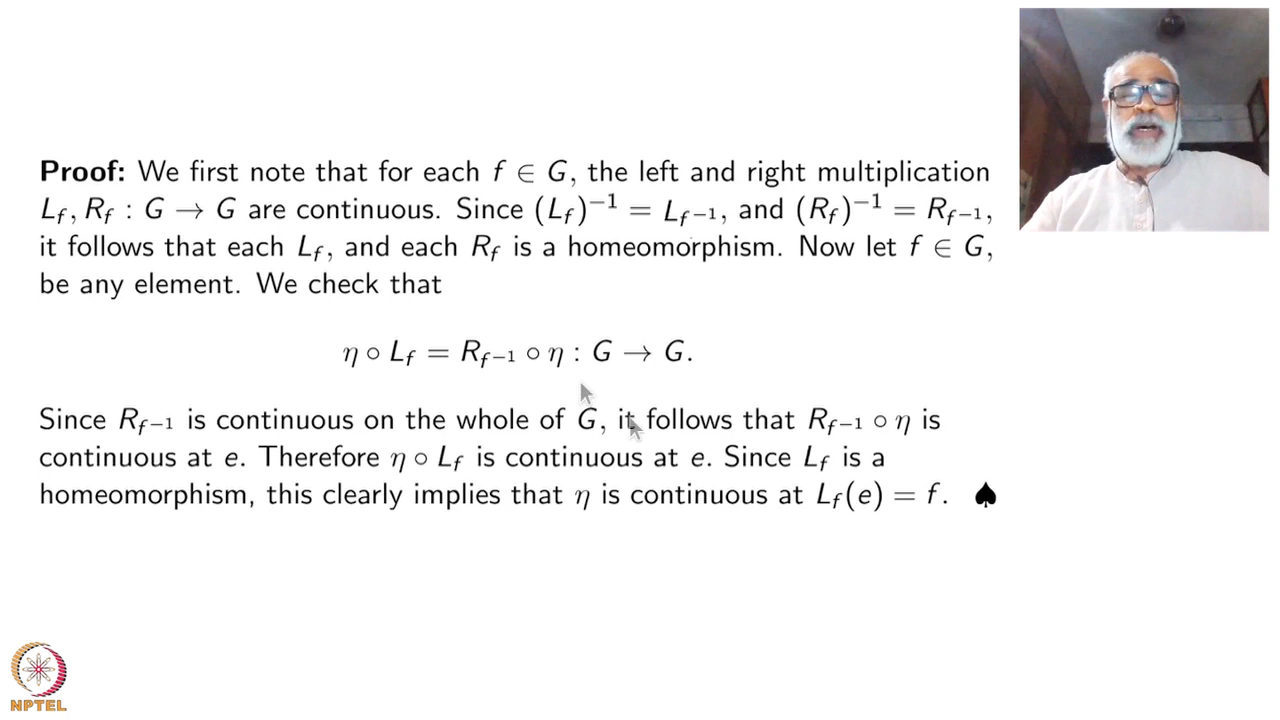 Proof: We first note that for each f ∈ G, the left and right multiplication
L_f, R_f : G → G are continuous. Since (L_f)⁻¹ = L_{f⁻¹}, and (R_f)⁻¹ = R_{f⁻¹},
it follows that each L_f, and each R_f is a homeomorphism. Now let f ∈ G,
be any element. We check that
η ∘ L_f = R_{f⁻¹} ∘ η : G → G.
Since R_{f⁻¹} is continuous on the whole of G, it follows that R_{f⁻¹} ∘ η is
continuous at e. Therefore η ∘ L_f is continuous at e. Since L_f is a
homeomorphism, this clearly implies that η is continuous at L_f(e) = f. ♠
NPTEL